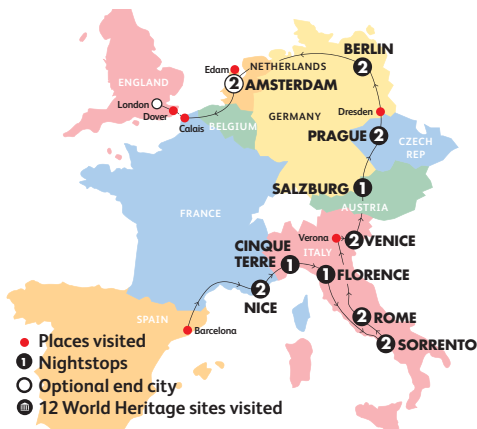 BERLIN
2
NETHERLANDS
Edam
2
AMSTERDAM
ENGLAND
London
Dover
Calais
BELGIUM
GERMANY
Dresden
PRAGUE
2
CZECH
REP
SALZBURG
1
AUSTRIA
FRANCE
Verona
2
VENICE
ITALY
CINQUE
TERRE
1
1
FLORENCE
2
NICE
2
ROME
2
SORRENTO
SPAIN
Barcelona
Places visited
1 Nightstops
Optional end city
12 World Heritage sites visited